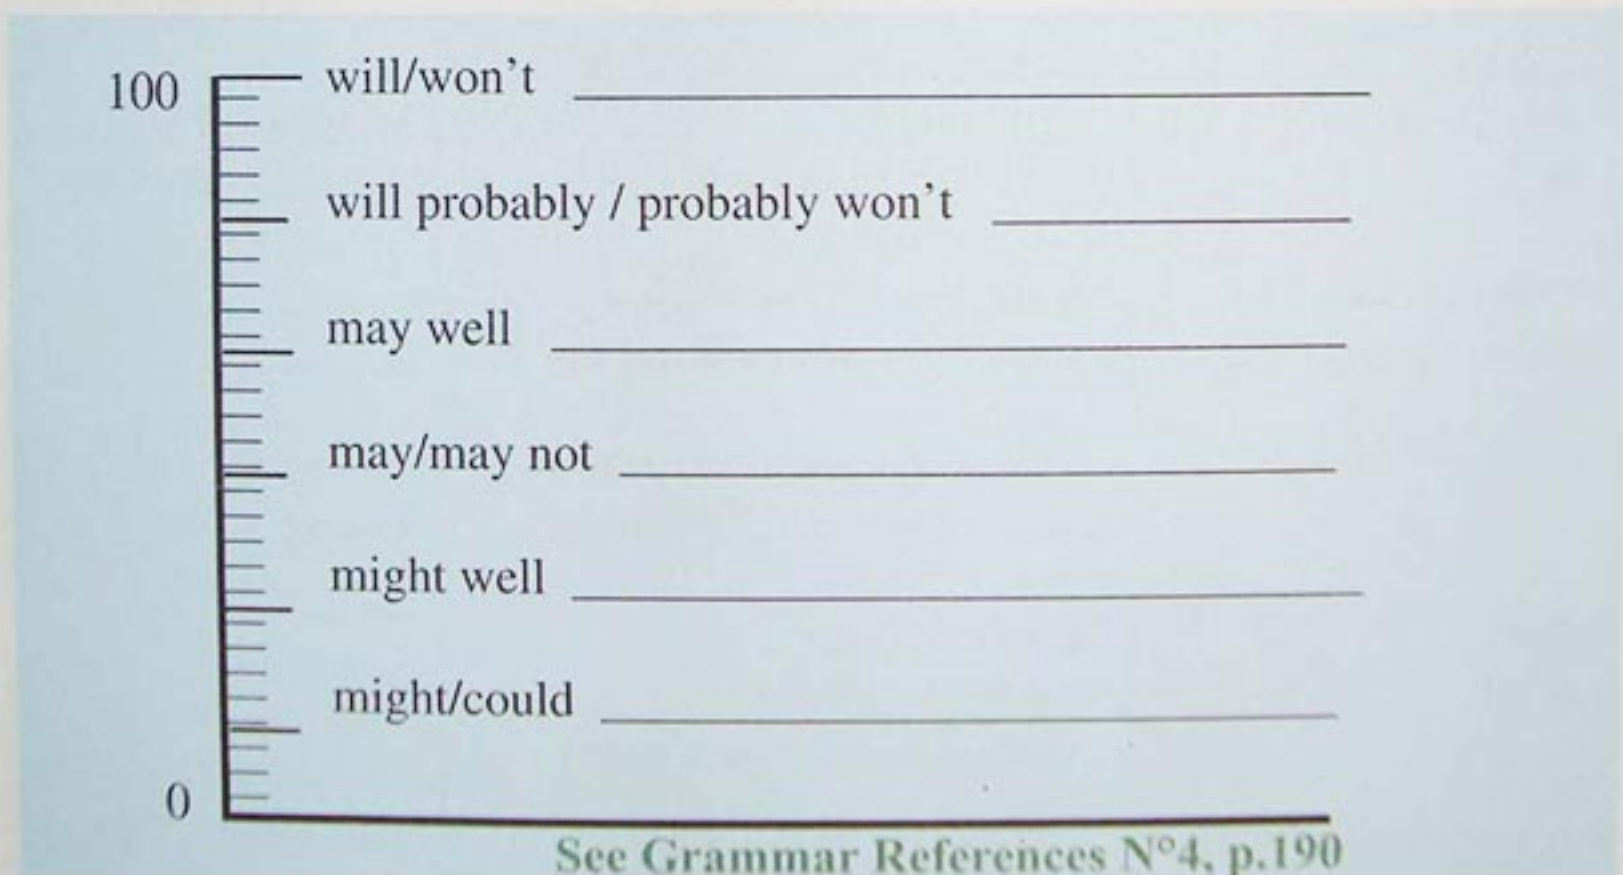 100 will/won't
will probably / probably won't
may well
may/may not
might well
might/could
0
See Grammar References N°4, p.190